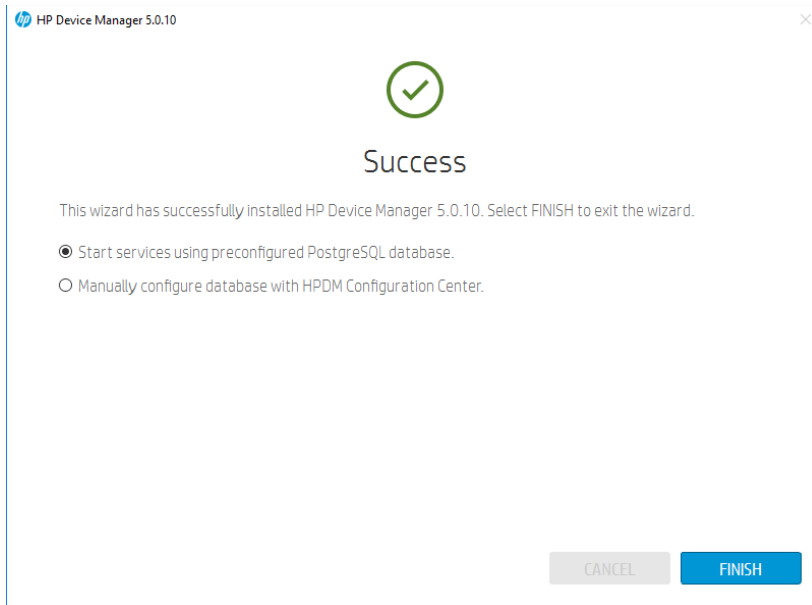 hp HP Device Manager 5.0.10
Success
This wizard has successfully installed HP Device Manager 5.0.10. Select FINISH to exit the wizard.
Start services using preconfigured PostgreSQL database.
Manually configure database with HPDM Configuration Center.
CANCEL FINISH